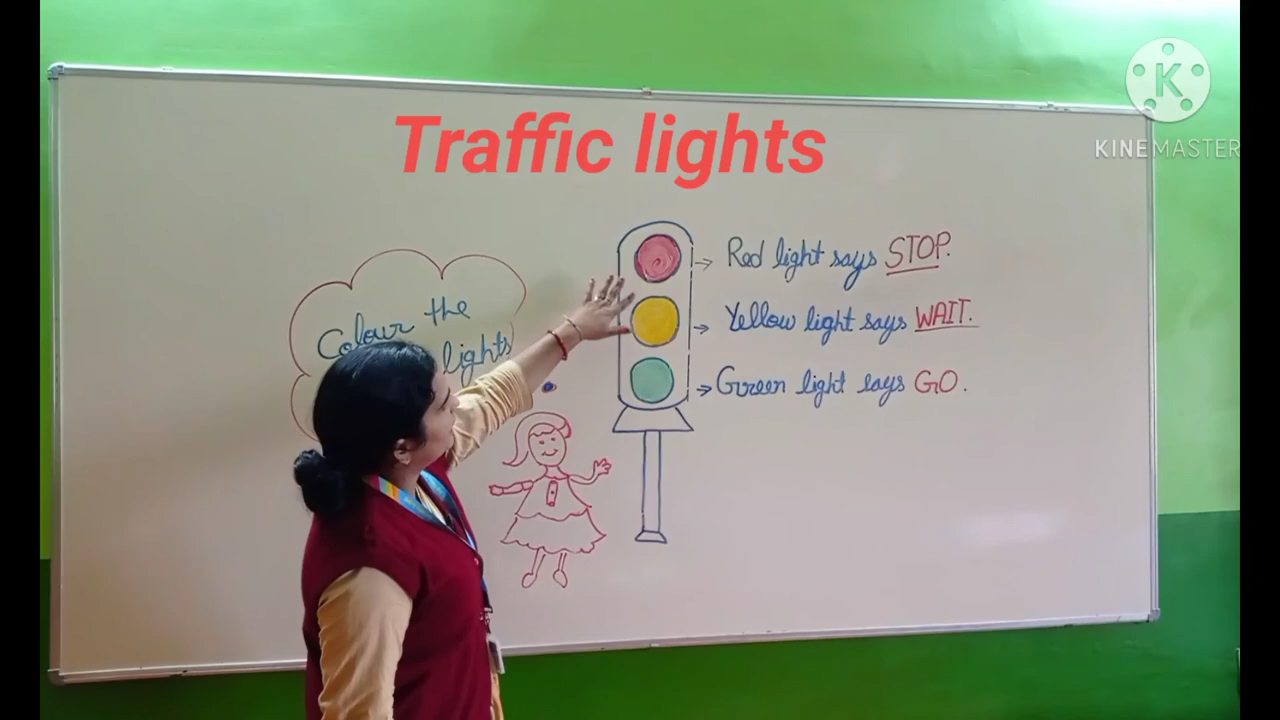 Traffic lights
K
KINEMASTER
Colour the
lights
Red light says STOP.
Yellow light says WAIT.
Green light says GO.